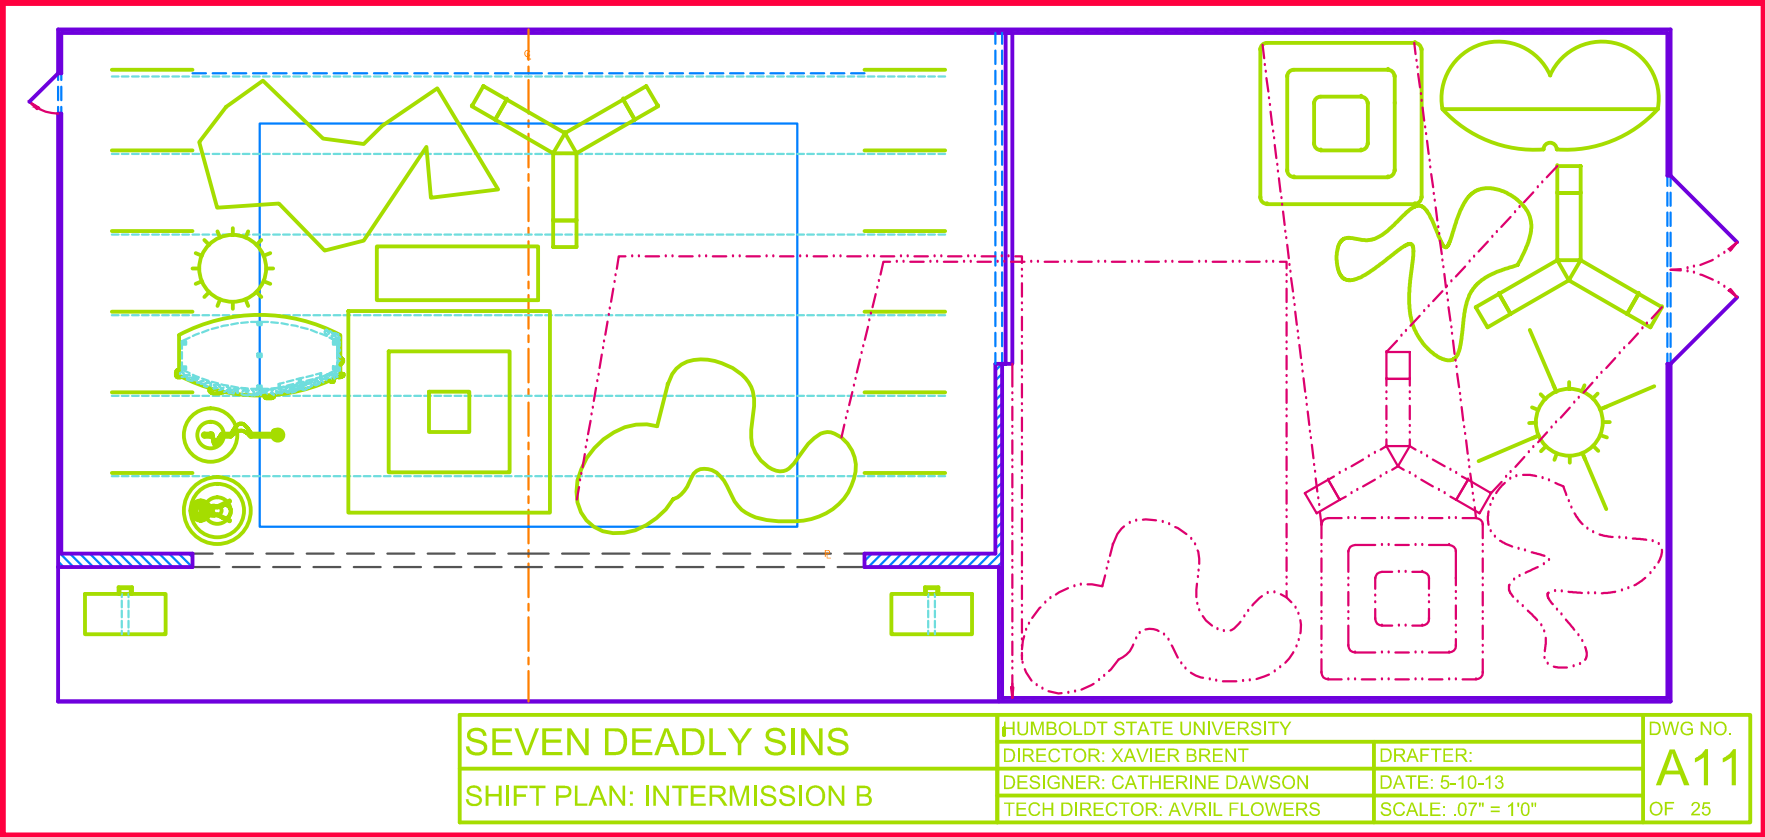 SEVEN DEADLY SINS
SHIFT PLAN: INTERMISSION B
HUMBOLDT STATE UNIVERSITY
DIRECTOR: XAVIER BRENT
DRAFTER:
DESIGNER: CATHERINE DAWSON
DATE: 5-10-13
TECH DIRECTOR: AVRIL FLOWERS
SCALE: .07" = 1'0"
DWG NO.
A11
OF 25